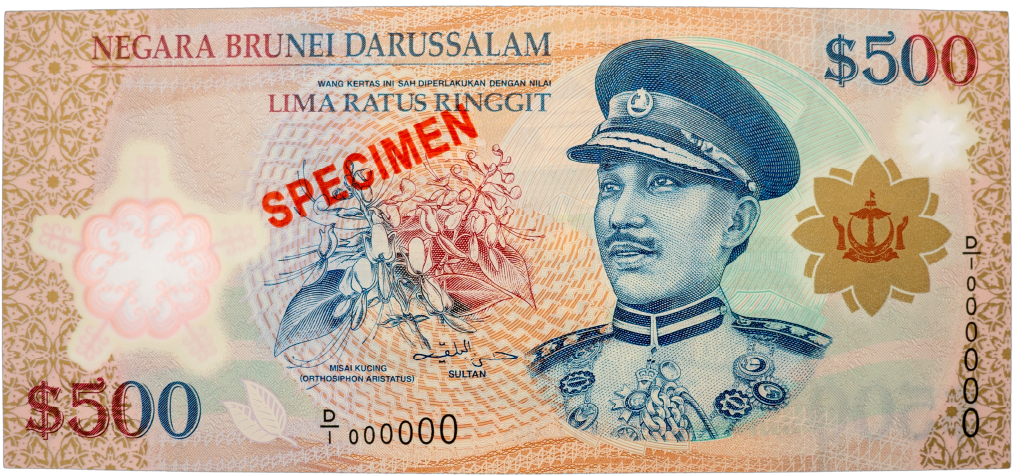 NEGARA BRUNEI DARUSSALAM
$500
WANG KERTAS INI SAH DIPERLAKUKAN DENGAN NILAI
LIMA RATUS RINGGIT
SPECIMEN
MISAI KUCING
(ORTHOSIPHON ARISTATUS)
SULTAN
$500
D/1 000000
D/1 000000